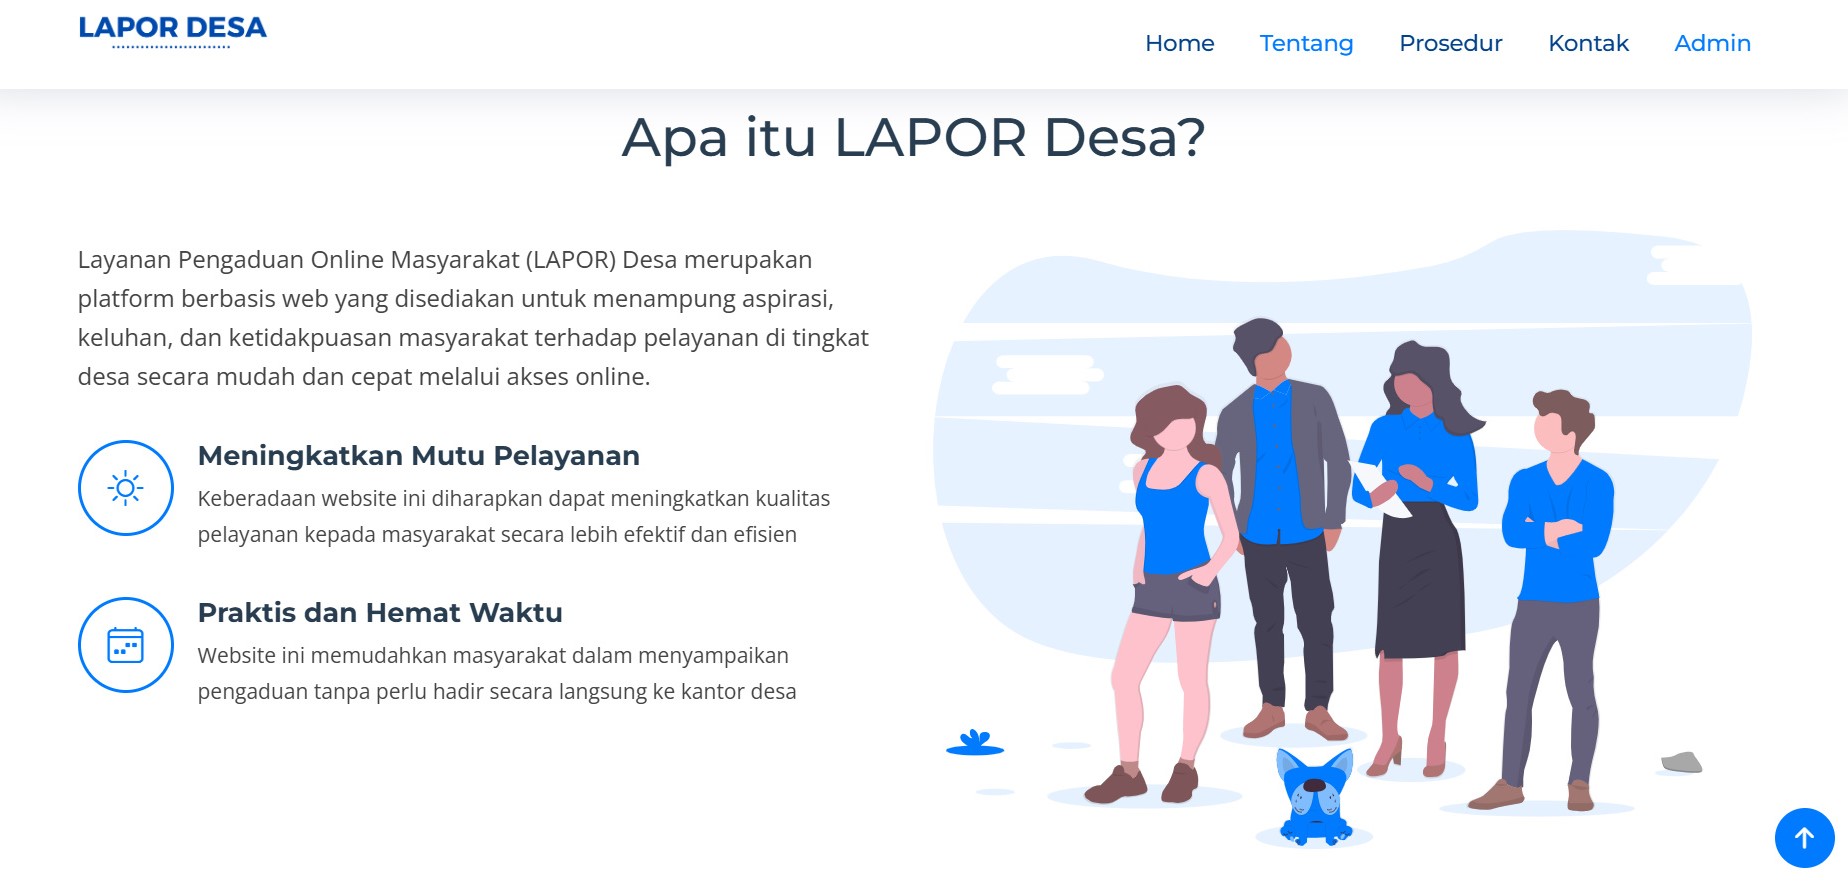 LAPOR DESA
Home Tentang Prosedur Kontak Admin
Apa itu LAPOR Desa?
Layanan Pengaduan Online Masyarakat (LAPOR) Desa merupakan
platform berbasis web yang disediakan untuk menampung aspirasi,
keluhan, dan ketidakpuasan masyarakat terhadap pelayanan di tingkat
desa secara mudah dan cepat melalui akses online.
Meningkatkan Mutu Pelayanan
Keberadaan website ini diharapkan dapat meningkatkan kualitas
pelayanan kepada masyarakat secara lebih efektif dan efisien
Praktis dan Hemat Waktu
Website ini memudahkan masyarakat dalam menyampaikan
pengaduan tanpa perlu hadir secara langsung ke kantor desa